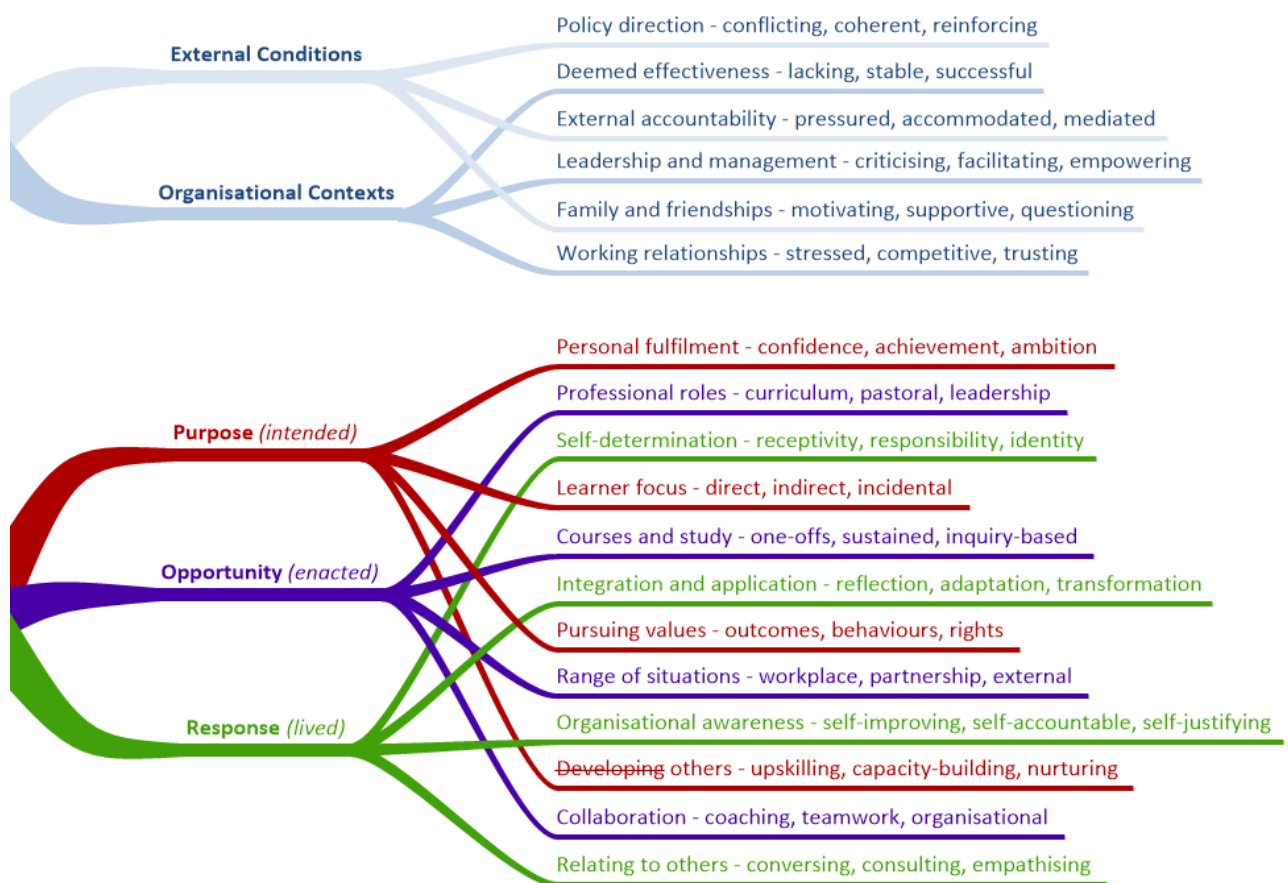 External Conditions
Organisational Contexts
Policy direction - conflicting, coherent, reinforcing
Deemed effectiveness - lacking, stable, successful
External accountability - pressured, accommodated, mediated
Leadership and management - criticising, facilitating, empowering
Family and friendships - motivating, supportive, questioning
Working relationships - stressed, competitive, trusting
Purpose (intended)
Opportunity (enacted)
Response (lived)
Personal fulfilment - confidence, achievement, ambition
Professional roles - curriculum, pastoral, leadership
Self-determination - receptivity, responsibility, identity
Learner focus - direct, indirect, incidental
Courses and study - one-offs, sustained, inquiry-based
Integration and application - reflection, adaptation, transformation
Pursuing values - outcomes, behaviours, rights
Range of situations - workplace, partnership, external
Organisational awareness - self-improving, self-accountable, self-justifying
Developing others - upskilling, capacity-building, nurturing
Collaboration - coaching, teamwork, organisational
Relating to others - conversing, consulting, empathising